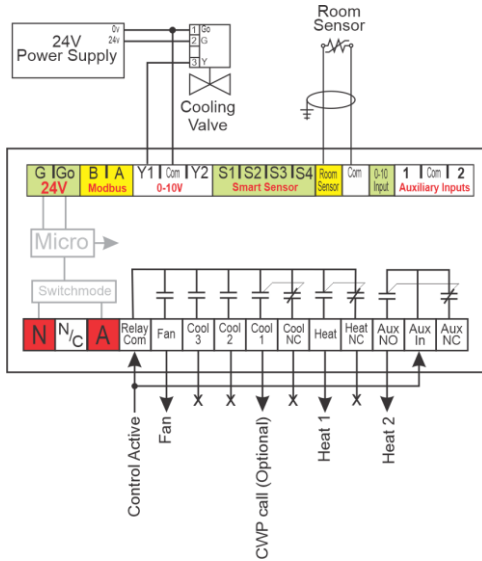 Room
Sensor
24V
Power Supply
0v
24v
1 Go
2 G
3 Y
Cooling
Valve
G Go
24V
B A
Modbus
Y1 Com Y2
0-10V
S1 S2 S3 S4
Smart Sensor
Room
Sensor
Com
0-10
Input
1 Com 2
Auxiliary Inputs
Micro
Switchmode
N
N/C
A
Relay
Com
Fan
Cool
3
Cool
2
Cool
1
Cool
NC
Heat
Heat
NC
Aux
NO
Aux
In
Aux
NC
X
X
X
X
Control Active
Fan
CWP call (Optional)
Heat 1
Heat 2